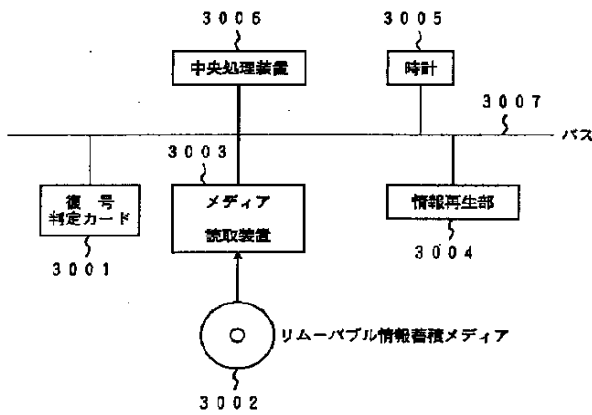 3006
3005
中央処理装置
時計
3007
バス
3003
復 号
判定カード
メディア
読取装置
情報再生部
3001
3004
リムーバブル情報蓄積メディア
3002